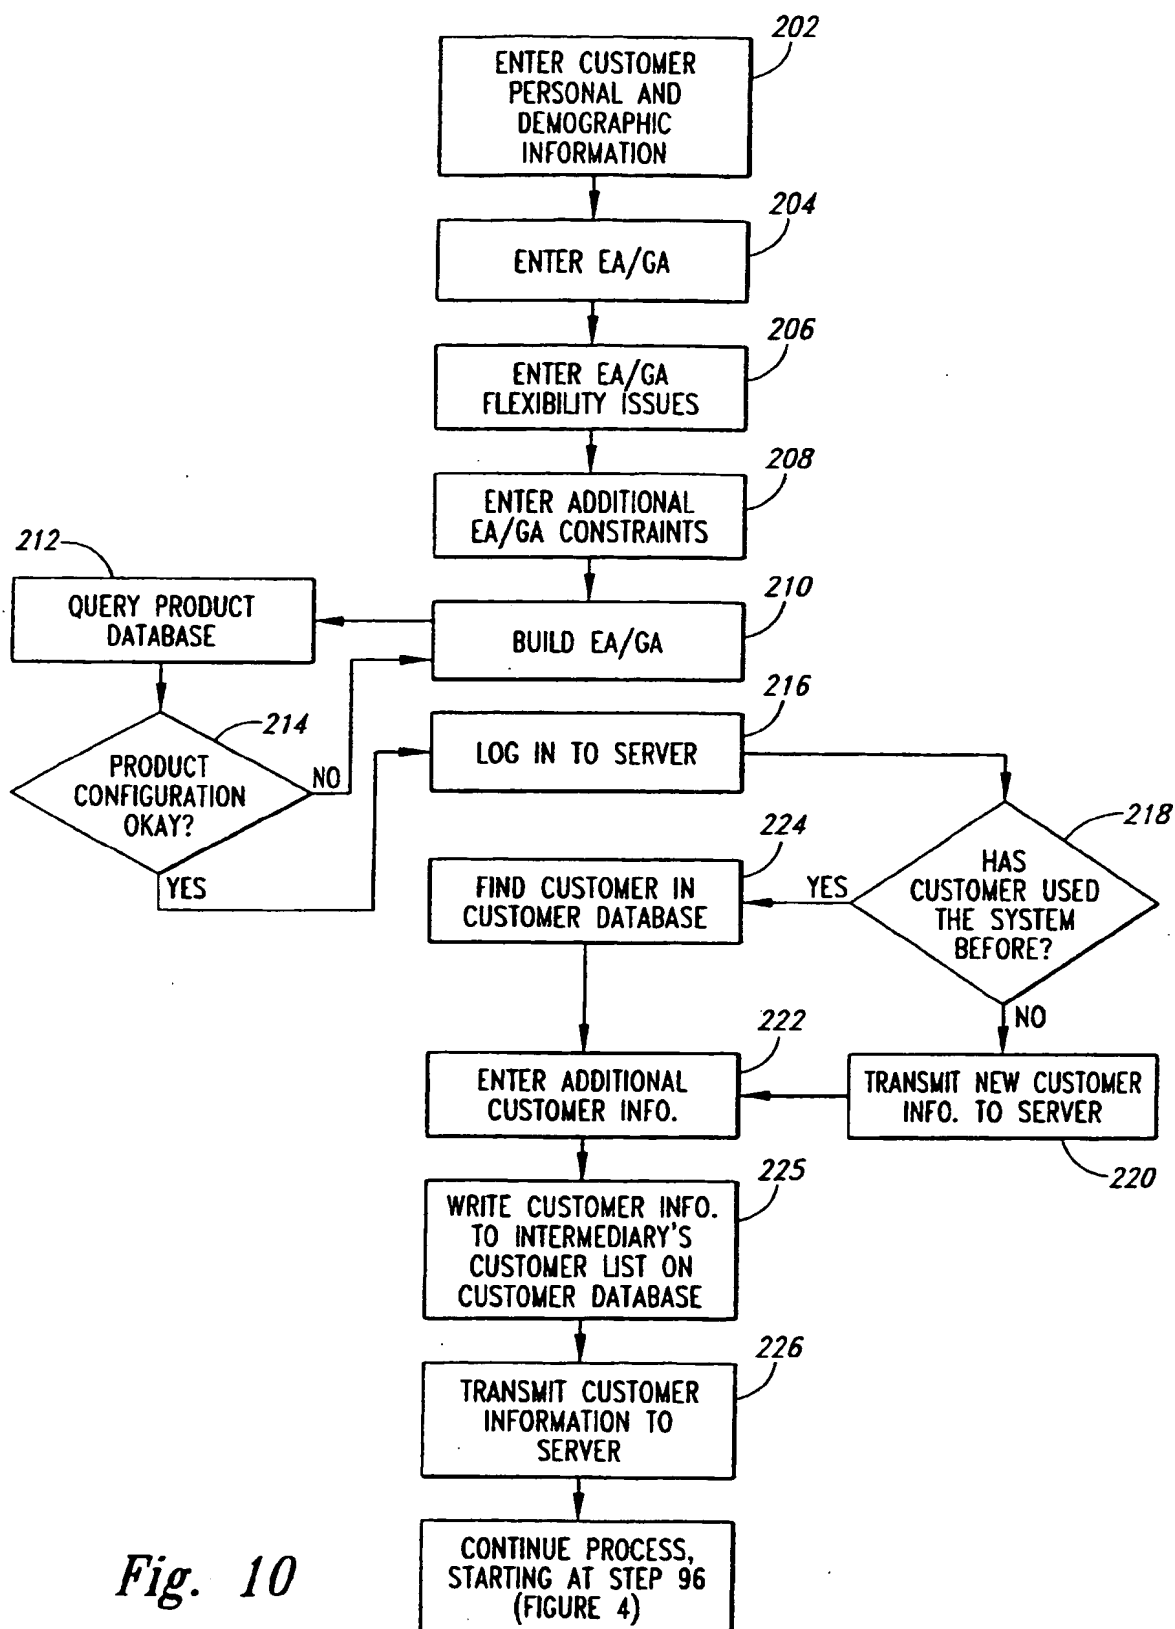 202
ENTER CUSTOMER
PERSONAL AND
DEMOGRAPHIC
INFORMATION
204
ENTER EA/GA
206
ENTER EA/GA
FLEXIBILITY ISSUES
208
ENTER ADDITIONAL
EA/GA CONSTRAINTS
210
BUILD EA/GA
212
QUERY PRODUCT
DATABASE
214
PRODUCT
CONFIGURATION
OKAY?
NO
YES
216
LOG IN TO SERVER
218
HAS
CUSTOMER USED
THE SYSTEM
BEFORE?
YES
NO
224
FIND CUSTOMER IN
CUSTOMER DATABASE
222
ENTER ADDITIONAL
CUSTOMER INFO.
TRANSMIT NEW CUSTOMER
INFO. TO SERVER
220
225
WRITE CUSTOMER INFO.
TO INTERMEDIARY'S
CUSTOMER LIST ON
CUSTOMER DATABASE
226
TRANSMIT CUSTOMER
INFORMATION TO
SERVER
CONTINUE PROCESS,
STARTING AT STEP 96
(FIGURE 4)
Fig. 10